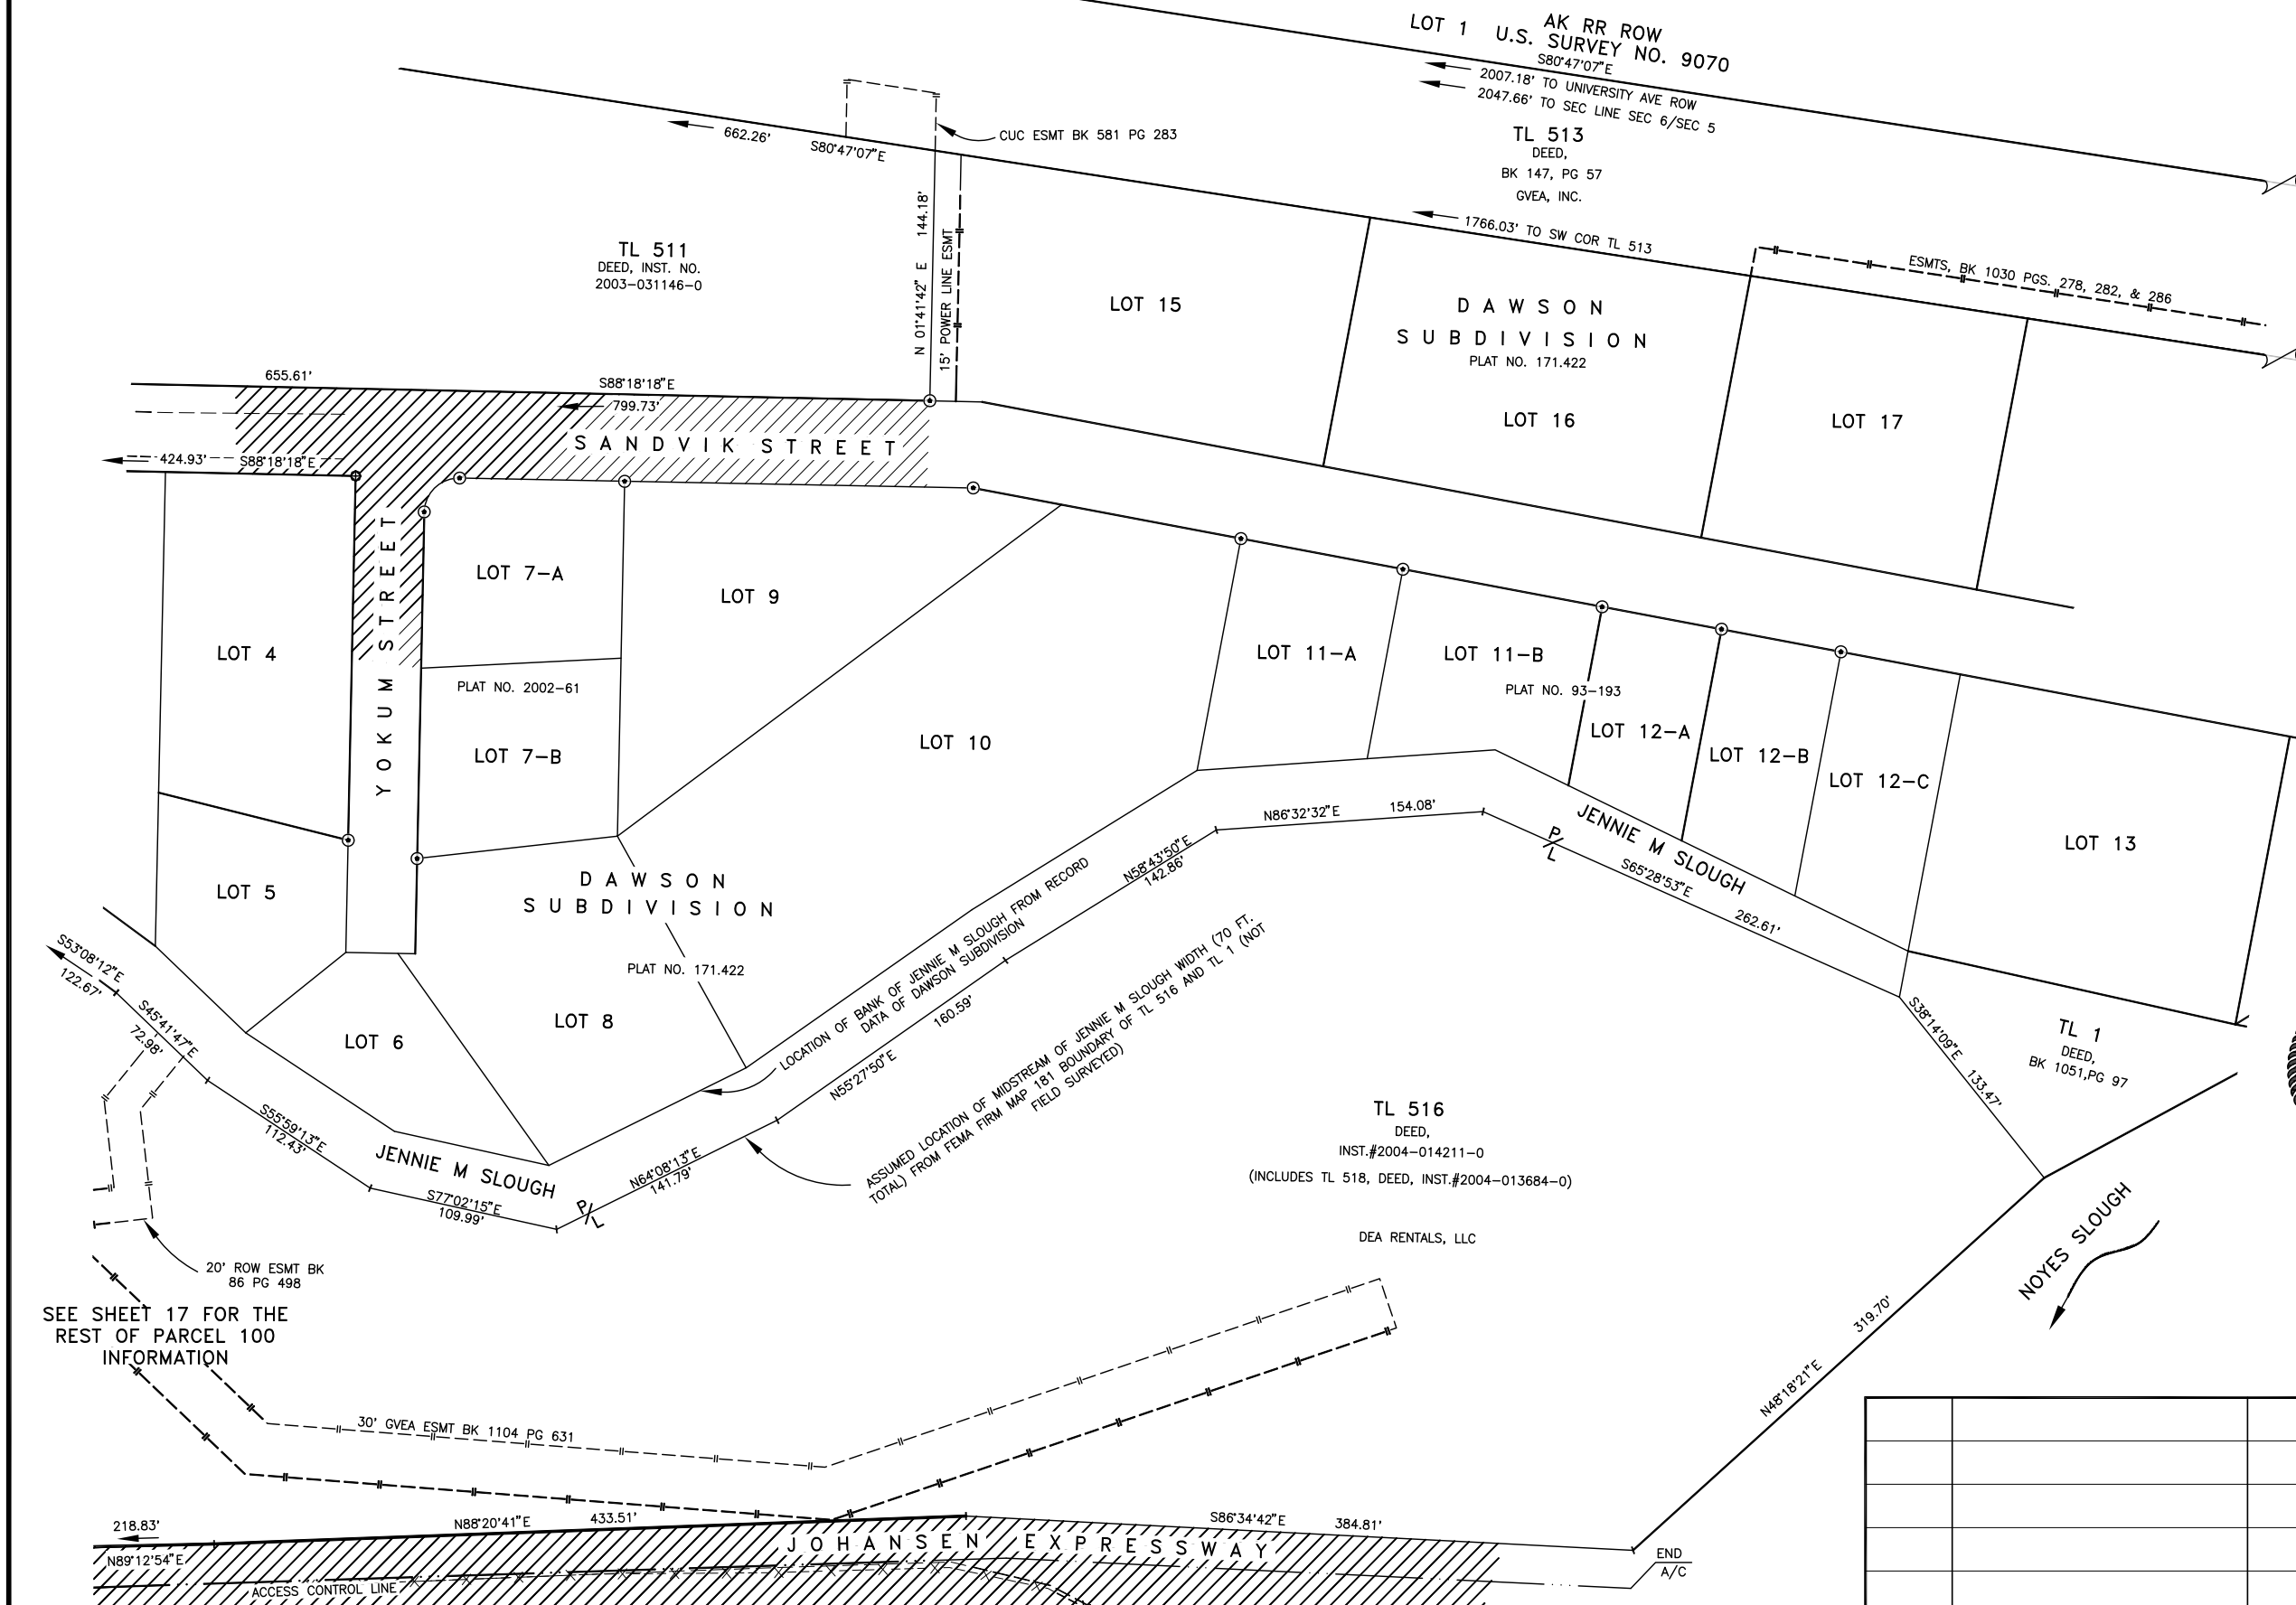 AK RR ROW
LOT 1 U.S. SURVEY NO. 9070
S80°47'07"E
2007.18' TO UNIVERSITY AVE ROW
2047.66' TO SEC LINE SEC 6/SEC 5
TL 513
DEED,
BK 147, PG 57
GVEA, INC.
1766.03' TO SW COR TL 513
ESMTS, BK 1030 PGS. 278, 282, & 286
662.26'
S80°47'07"E
CUC ESMT BK 581 PG 283
TL 511
DEED, INST. NO.
2003-031146-0
N 01°41'42" E 144.18'
15' POWER LINE ESMT
LOT 15
DAWSON
SUBDIVISION
PLAT NO. 171.422
LOT 16
LOT 17
655.61'
S88°18'18"E
799.73'
SANDVIK STREET
424.93'
S88°18'18"E
YOKUM STREET
LOT 4
LOT 5
LOT 7-A
PLAT NO. 2002-61
LOT 7-B
LOT 9
LOT 10
LOT 11-A
LOT 11-B
PLAT NO. 93-193
LOT 12-A
LOT 12-B
LOT 12-C
LOT 13
DAWSON
SUBDIVISION
PLAT NO. 171.422
LOT 8
LOT 6
LOCATION OF BANK OF JENNIE M SLOUGH FROM RECORD
DATA OF DAWSON SUBDIVISION
N86°32'32"E
154.08'
N58°43'50"E
142.86'
JENNIE M SLOUGH
P/L
S65°28'53"E
262.61'
S53°08'12"E
122.67'
S45°41'47"E
72.98'
S55°59'13"E
112.43'
JENNIE M SLOUGH
S77°02'15"E
109.99'
P/L
N64°08'13"E
141.79'
N55°27'50"E
160.59'
ASSUMED LOCATION OF MIDSTREAM OF JENNIE M SLOUGH WIDTH (70 FT.
TOTAL) FROM FEMA FIRM MAP 181 BOUNDARY OF TL 516 AND TL 1 (NOT
FIELD SURVEYED)
S38°14'09"E
133.47'
TL 1
DEED,
BK 1051,PG 97
TL 516
DEED,
INST.#2004-014211-0
(INCLUDES TL 518, DEED, INST.#2004-013684-0)
DEA RENTALS, LLC
NOYES SLOUGH
319.70'
N48°18'21"E
20' ROW ESMT BK
86 PG 498
SEE SHEET 17 FOR THE
REST OF PARCEL 100
INFORMATION
30' GVEA ESMT BK 1104 PG 631
218.83'
N89°12'54"E
N88°20'41"E
433.51'
S86°34'42"E
384.81'
JOHANSEN EXPRESSWAY
ACCESS CONTROL LINE
END
A/C